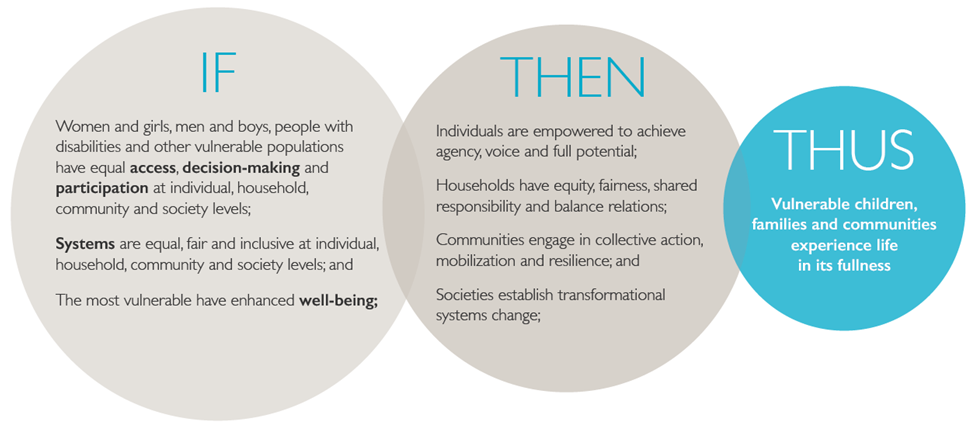 IF
Women and girls, men and boys, people with
disabilities and other vulnerable populations
have equal access, decision-making and
participation at individual, household,
community and society levels;
Systems are equal, fair and inclusive at individual,
household, community and society levels; and
The most vulnerable have enhanced well-being;
THEN
Individuals are empowered to achieve
agency, voice and full potential;
Households have equity, fairness, shared
responsibility and balance relations;
Communities engage in collective action,
mobilization and resilience; and
Societies establish transformational
systems change;
THUS
Vulnerable children,
families and communities
experience life
in its fullness